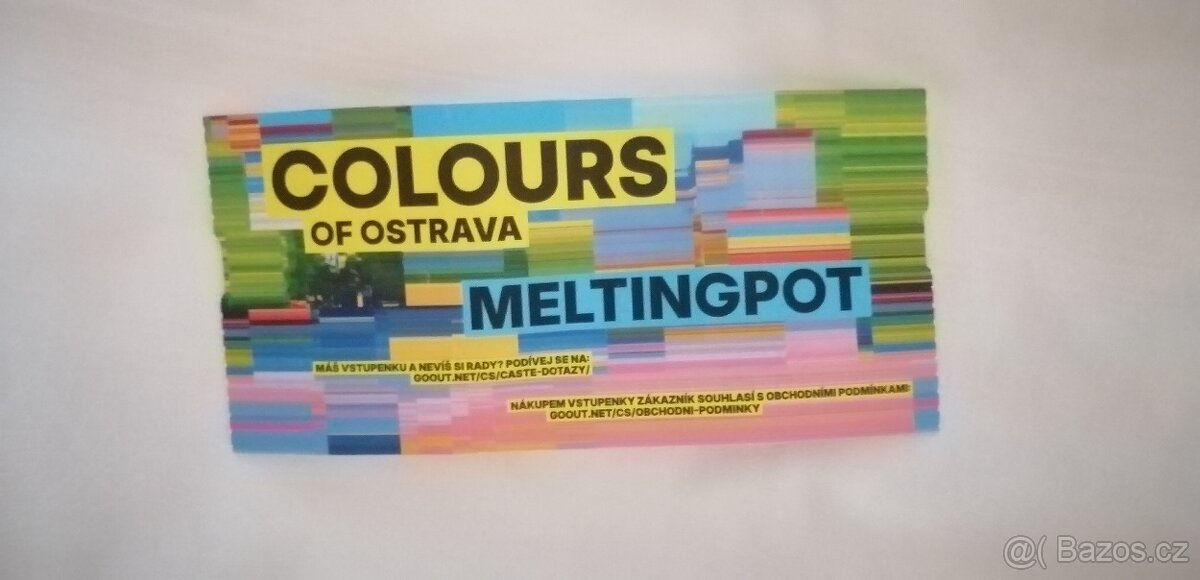 COLOURS
OF OSTRAVA
MELTINGPOT
MÁŠ VSTUPENKU A NEVÍŠ SI RADY? PODÍVEJ SE NA:
GOOUT.NET/CS/CASTE-DOTAZY/
NÁKUPEM VSTUPENKY ZÁKAZNÍK SOUHLASÍ S OBCHODNÍMI PODMÍNKAMI:
GOOUT.NET/CS/OBCHODNI-PODMINKY
@( Bazos.cz